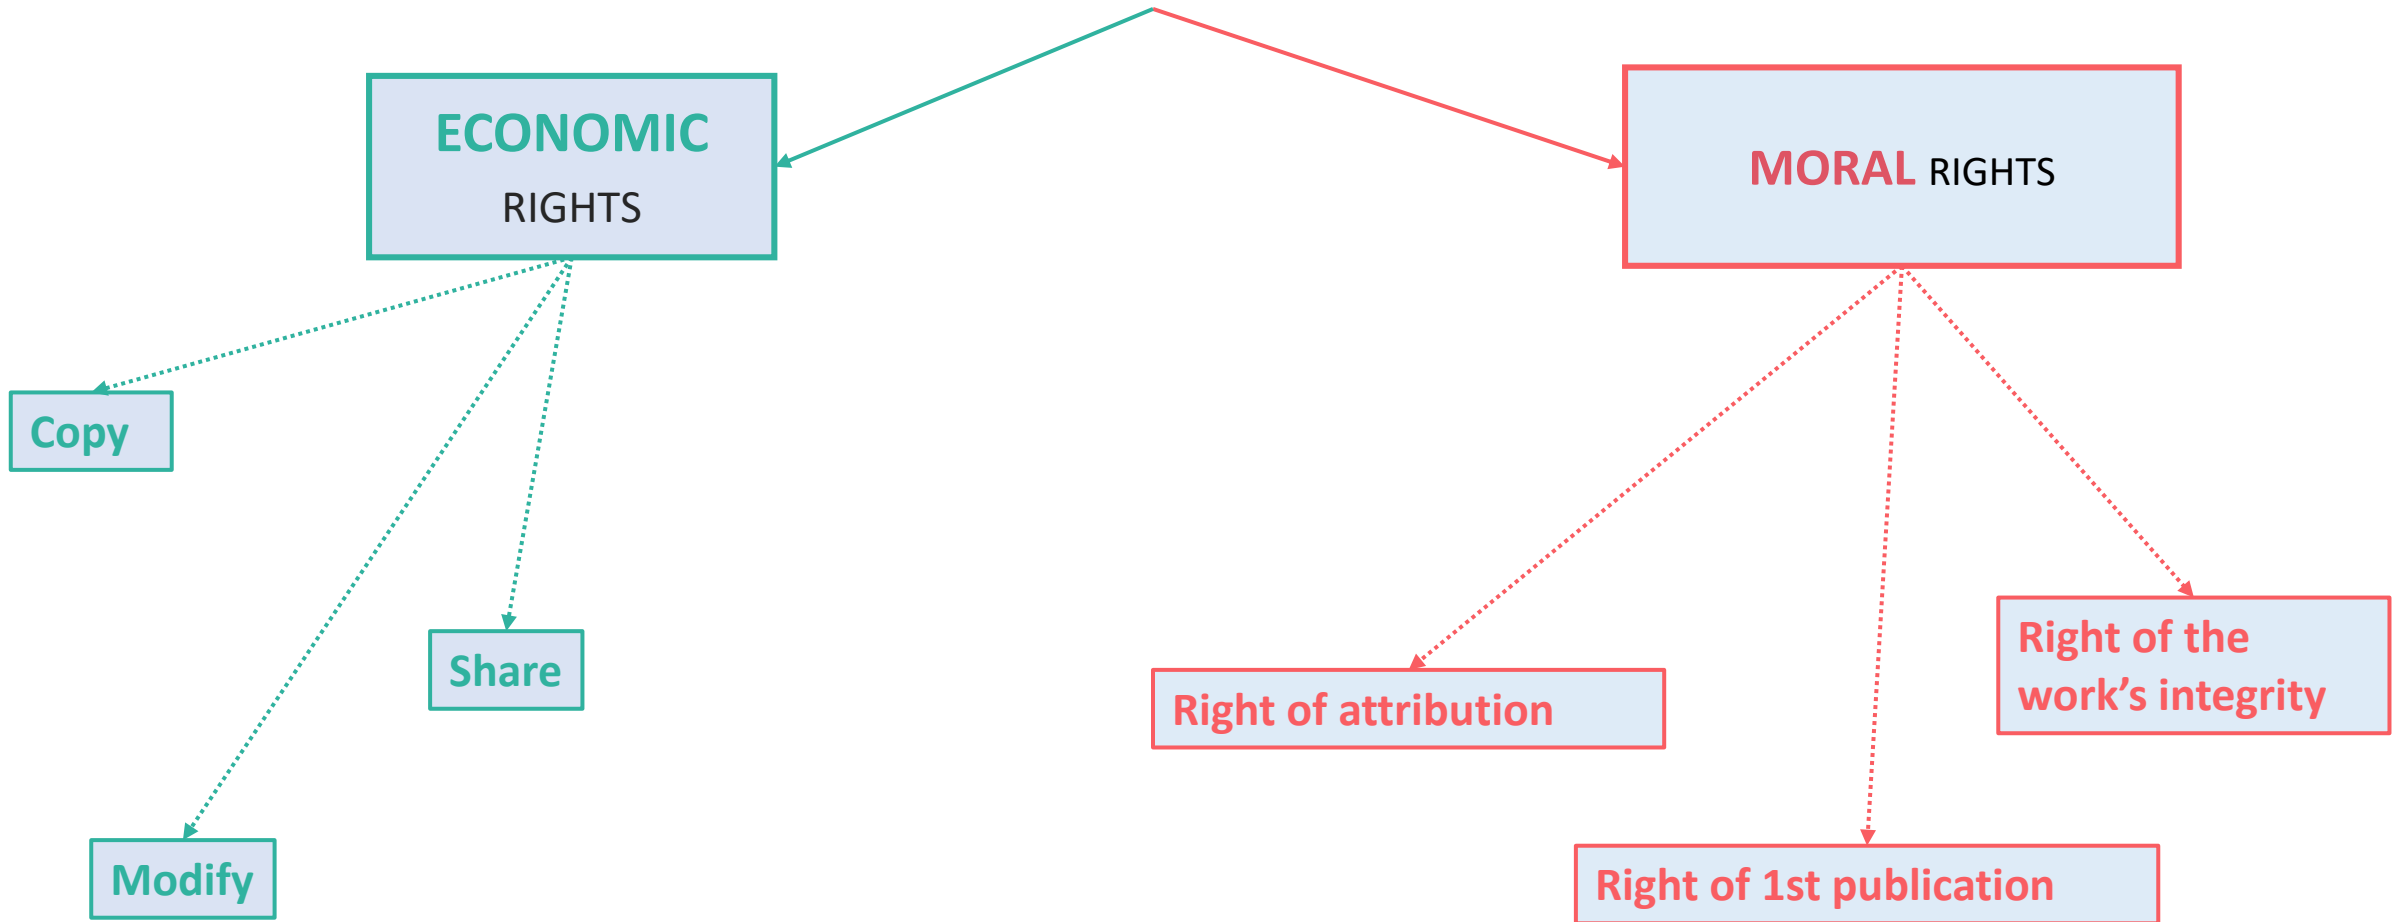 ECONOMIC
RIGHTS
MORAL RIGHTS
Copy
Share
Modify
Right of attribution
Right of the
work’s integrity
Right of 1st publication